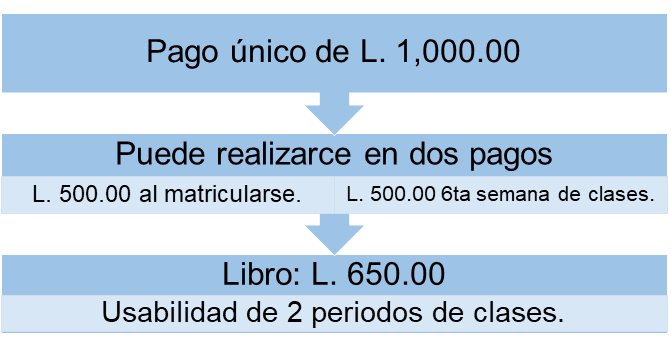 Pago único de L. 1,000.00
Puede realizarce en dos pagos
L. 500.00 al matricularse.
L. 500.00 6ta semana de clases.
Libro: L. 650.00
Usabilidad de 2 periodos de clases.